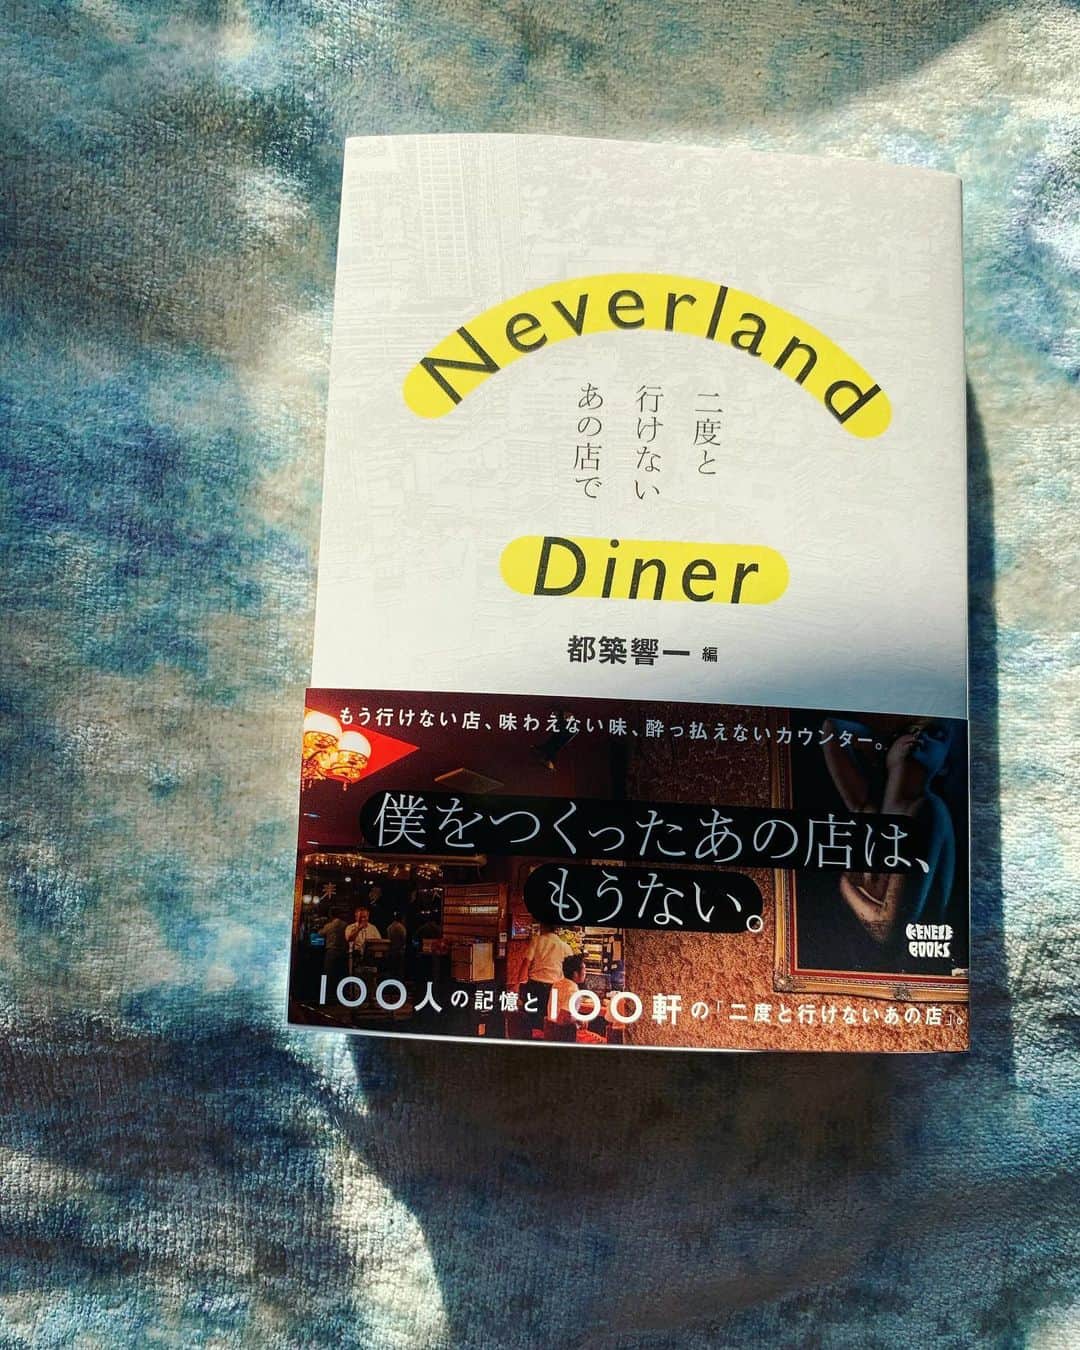 Neverland
二度と
行けない
あの店で
Diner
都築響一 編
もう行けない店、味わえない味、酔っ払えないカウンター。
僕をつくったあの店は、
もうない。
BOOKS
100人の記憶と100軒の「二度と行けないあの店」。